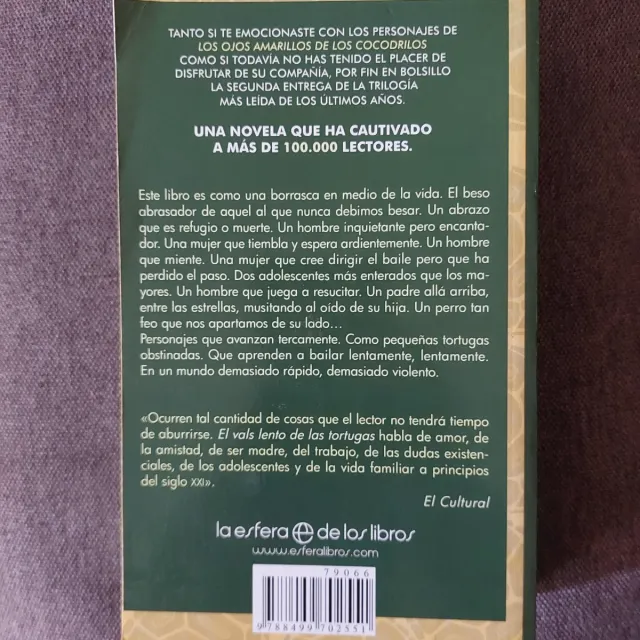 TANTO SI TE EMOCIONASTE CON LOS PERSONAJES DE
LOS OJOS AMARILLOS DE LOS COCODRILOS
COMO SI TODAVÍA NO HAS TENIDO EL PLACER DE
DISFRUTAR DE SU COMPAÑÍA, POR FIN EN BOLSILLO
LA SEGUNDA ENTREGA DE LA TRILOGÍA
MÁS LEÍDA DE LOS ÚLTIMOS AÑOS.
UNA NOVELA QUE HA CAUTIVADO
A MÁS DE 100.000 LECTORES.
Este libro es como una borrasca en medio de la vida. El beso
abrasador de aquel al que nunca debimos besar. Un abrazo
que es refugio o muerte. Un hombre inquietante pero encanta-
dor. Una mujer que tiembla y espera ardientemente. Un hombre
que miente. Una mujer que cree dirigir el baile pero que ha
perdido el paso. Dos adolescentes más enterados que los ma-
yores. Un hombre que juega a resucitar. Un padre allá arriba,
entre las estrellas, musitando al oído de su hija. Un perro tan
feo que nos apartamos de su lado...
Personajes que avanzan tercamente. Como pequeñas tortugas
obstinadas. Que aprenden a bailar lentamente, lentamente.
En un mundo demasiado rápido, demasiado violento.
«Ocurren tal cantidad de cosas que el lector no tendrá tiempo
de aburrirse. El vals lento de las tortugas habla de amor, de
la amistad, de ser madre, del trabajo, de las dudas existen-
ciales, de los adolescentes y de la vida familiar a principios
del siglo XXI».
El Cultural
la esfera de los libros
www.esferalibros.com
79066
9 788499 702551